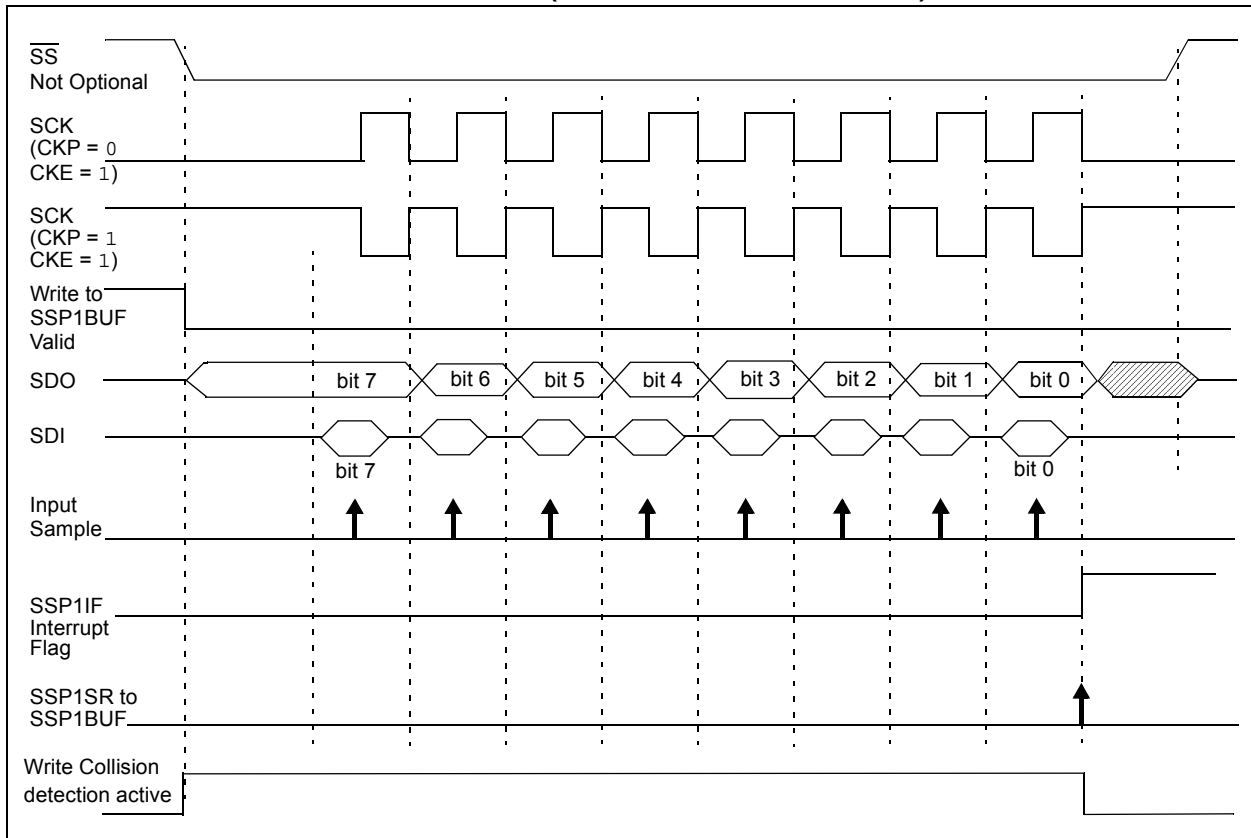 SS
Not Optional
SCK
(CKP = 0
CKE = 1)
SCK
(CKP = 1
CKE = 1)
Write to
SSP1BUF
Valid
SDO bit 7 bit 6 bit 5 bit 4 bit 3 bit 2 bit 1 bit 0
SDI
bit 7 bit 0
Input
Sample
SSP1IF
Interrupt
Flag
SSP1SR to
SSP1BUF
Write Collision
detection active